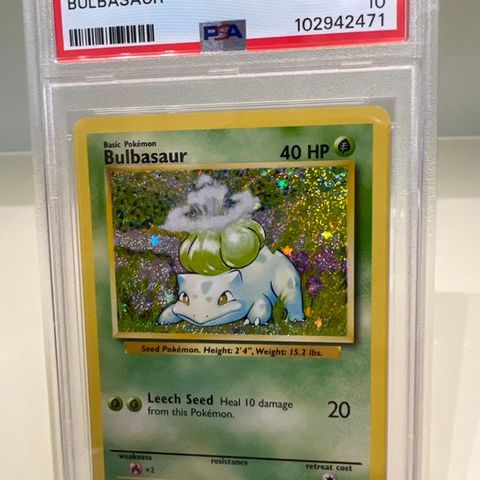 BULBASAUR 10
PSA 102942471
Basic Pokémon
Bulbasaur 40 HP
Seed Pokémon. Height: 2'4", Weight: 15.2 lbs.
Leech Seed Heal 10 damage
from this Pokémon. 20
weakness resistance retreat cost
×2